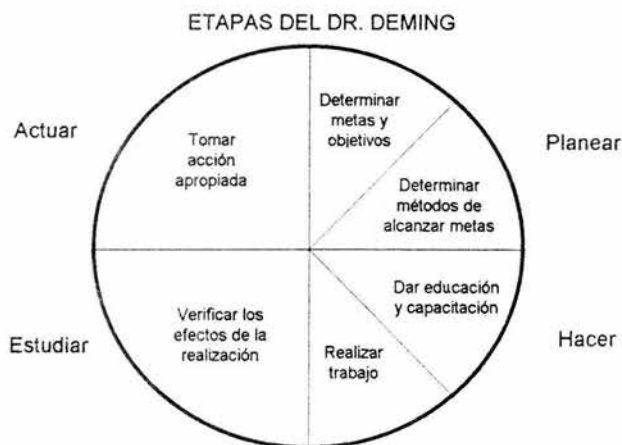 ETAPAS DEL DR. DEMING
Actuar
Tomar
acción
apropiada
Determinar
metas y
objetivos
Planear
Determinar
métodos de
alcanzar metas
Dar educación
y capacitación
Hacer
Realizar
trabajo
Verificar los
efectos de la
realización
Estudiar